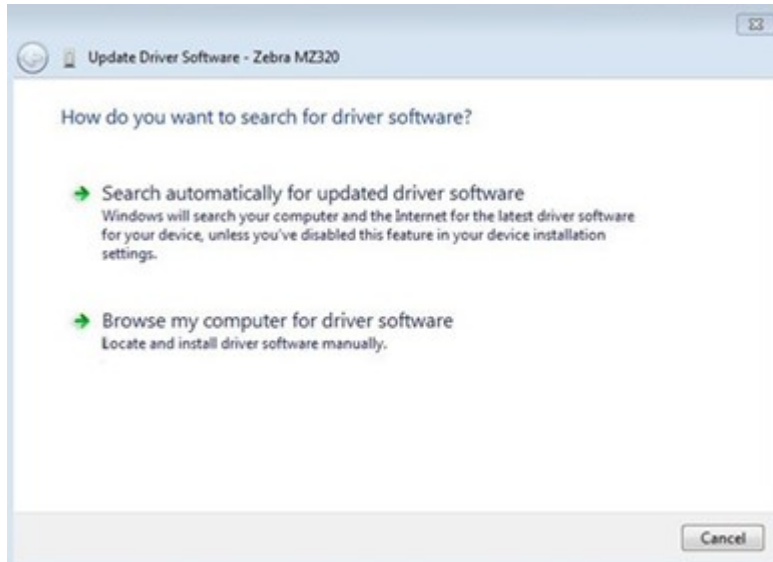 Update Driver Software - Zebra MZ320
How do you want to search for driver software?
Search automatically for updated driver software
Windows will search your computer and the Internet for the latest driver software
for your device, unless you've disabled this feature in your device installation
settings.
Browse my computer for driver software
Locate and install driver software manually.
Cancel